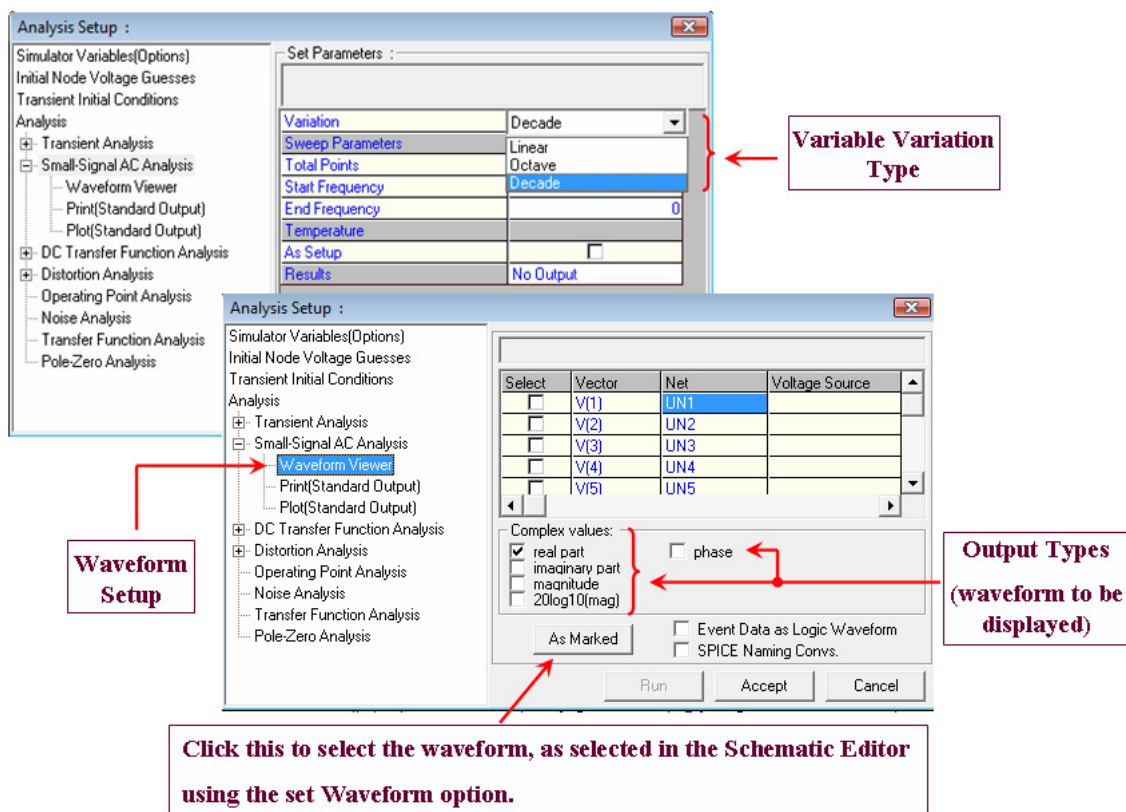 Analysis Setup :
Simulator Variables(Options)
Initial Node Voltage Guesses
Transient Initial Conditions
Analysis
Transient Analysis
Small-Signal AC Analysis
Waveform Viewer
Print(Standard Output)
Plot(Standard Output)
DC Transfer Function Analysis
Distortion Analysis
Operating Point Analysis
Noise Analysis
Transfer Function Analysis
Pole-Zero Analysis
Set Parameters :
Variation Decade
Sweep Parameters Linear
Total Points Octave
Start Frequency Decade
End Frequency 0
Temperature
As Setup
Results No Output
Variable Variation
Type
Analysis Setup :
Simulator Variables(Options)
Initial Node Voltage Guesses
Transient Initial Conditions
Analysis
Transient Analysis
Small-Signal AC Analysis
Waveform Viewer
Print(Standard Output)
Plot(Standard Output)
DC Transfer Function Analysis
Distortion Analysis
Operating Point Analysis
Noise Analysis
Transfer Function Analysis
Pole-Zero Analysis
Select Vector Net Voltage Source
V(1) UN1
V(2) UN2
V(3) UN3
V(4) UN4
V(5) UN5
Complex values:
real part phase
imaginary part
magnitude
20log10(mag)
As Marked
Event Data as Logic Waveform
SPICE Naming Convs.
Run Accept Cancel
Waveform
Setup
Output Types
(waveform to be
displayed)
Click this to select the waveform, as selected in the Schematic Editor
using the set Waveform option.